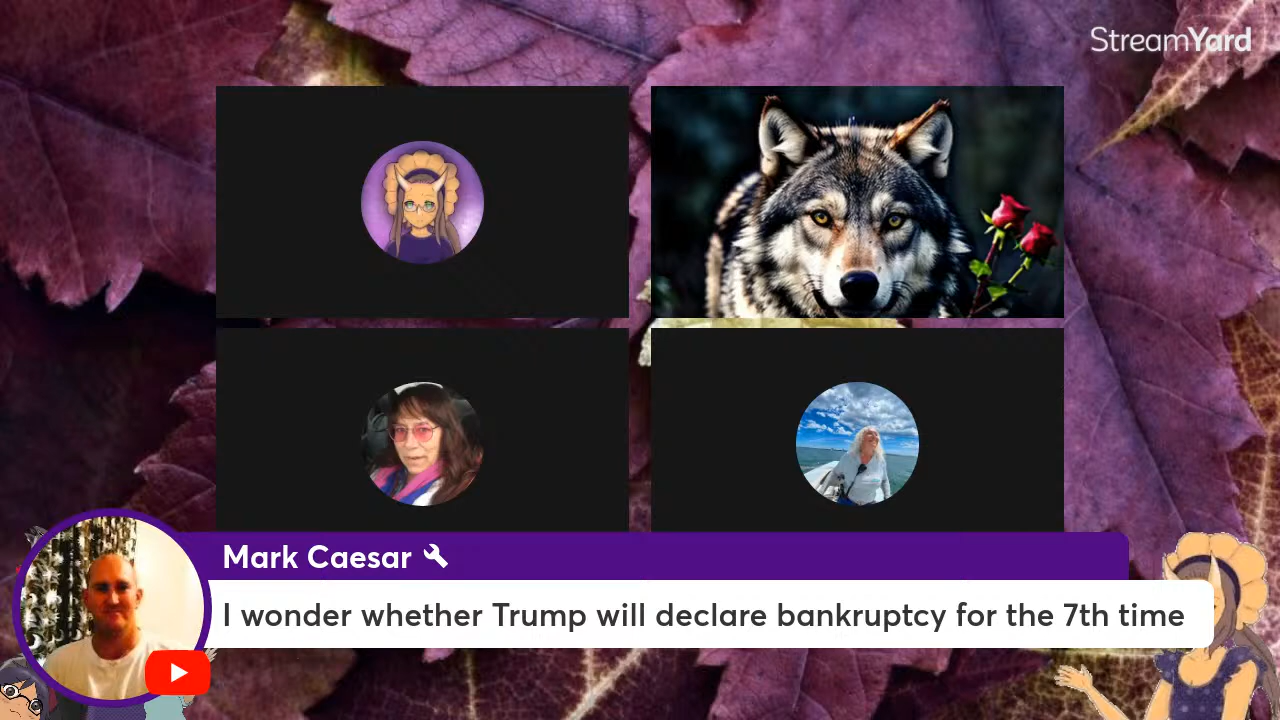 StreamYard
Mark Caesar
I wonder whether Trump will declare bankruptcy for the 7th time